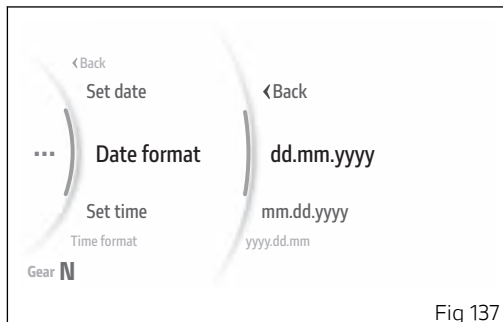 ‹ Back
Set date
‹ Back
... Date format
dd.mm.yyyy
Set time
mm.dd.yyyy
Time format
yyyy.dd.mm
Gear N
Fig 137